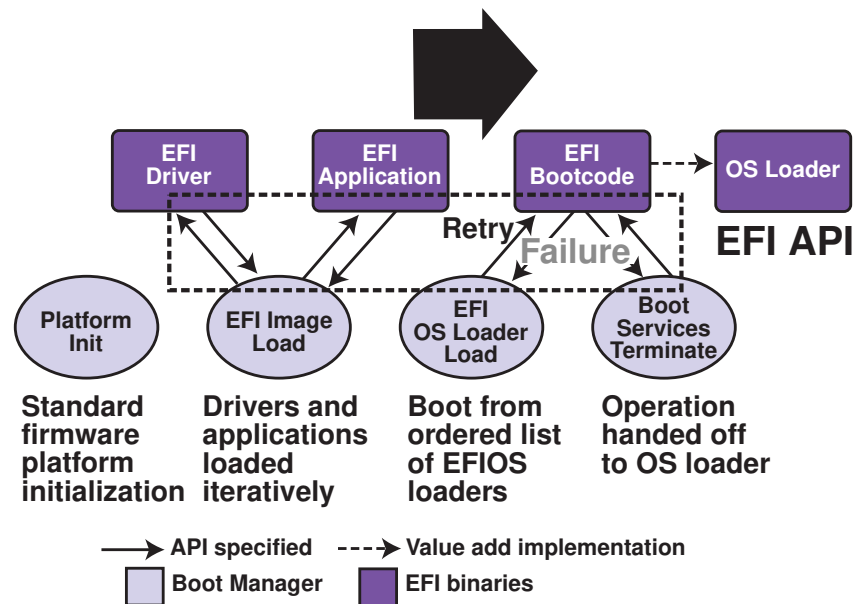 EFI
Driver
EFI
Application
EFI
Bootcode
OS Loader
Retry
Failure
EFI API
Platform
Init
EFI Image
Load
EFI
OS Loader
Load
Boot
Services
Terminate
Standard
firmware
platform
initialization
Drivers and
applications
loaded
iteratively
Boot from
ordered list
of EFIOS
loaders
Operation
handed off
to OS loader
API specified
Value add implementation
Boot Manager
EFI binaries